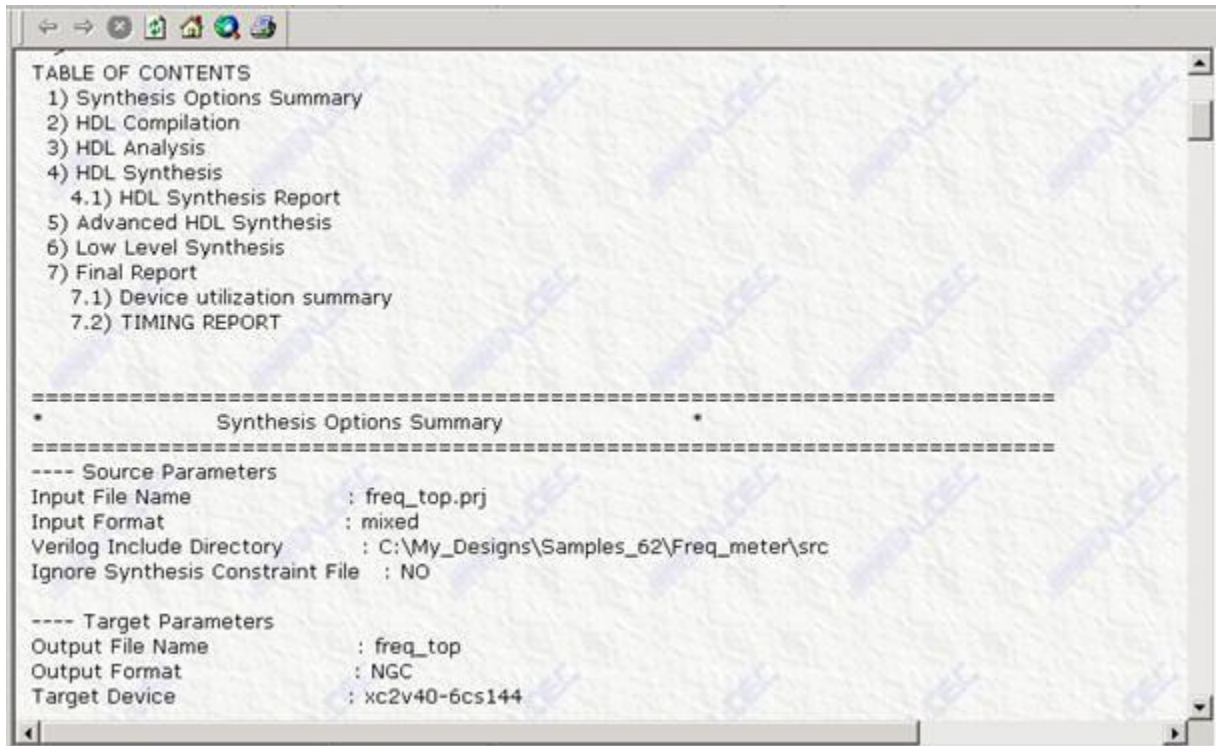 TABLE OF CONTENTS
1) Synthesis Options Summary
2) HDL Compilation
3) HDL Analysis
4) HDL Synthesis
4.1) HDL Synthesis Report
5) Advanced HDL Synthesis
6) Low Level Synthesis
7) Final Report
7.1) Device utilization summary
7.2) TIMING REPORT
=========================================================================
* Synthesis Options Summary *
=========================================================================
---- Source Parameters
Input File Name : freq_top.prj
Input Format : mixed
Verilog Include Directory : C:\My_Designs\Samples_62\Freq_meter\src
Ignore Synthesis Constraint File : NO
---- Target Parameters
Output File Name : freq_top
Output Format : NGC
Target Device : xc2v40-6cs144